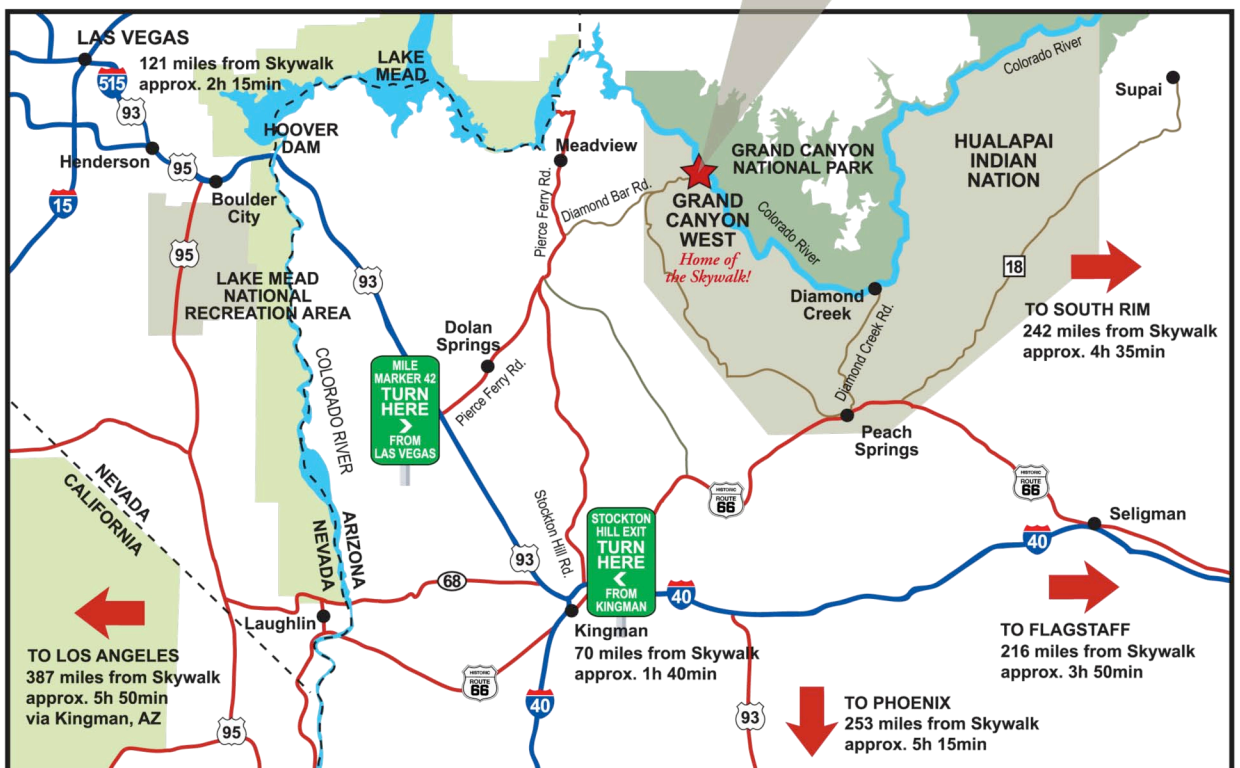 LAS VEGAS
121 miles from Skywalk
approx. 2h 15min
515
93
Henderson
95
15
Boulder
City
HOOVER
DAM
LAKE
MEAD
95
LAKE MEAD
NATIONAL
RECREATION AREA
93
COLORADO RIVER
Meadview
Pierce Ferry Rd.
Diamond Bar Rd.
Dolan
Springs
Pierce Ferry Rd.
MILE
MARKER 42
TURN
HERE
>
FROM
LAS VEGAS
GRAND CANYON
NATIONAL PARK
GRAND
CANYON
WEST
Home of
the Skywalk!
Colorado River
Colorado River
Supai
HUALAPAI
INDIAN
NATION
18
Diamond
Creek
Diamond Creek Rd.
TO SOUTH RIM
242 miles from Skywalk
approx. 4h 35min
Peach
Springs
HISTORIC
ROUTE
66
HISTORIC
ROUTE
66
Seligman
40
NEVADA
CALIFORNIA
ARIZONA
NEVADA
Stockton Hill Rd.
93
68
STOCKTON
HILL EXIT
TURN
HERE
<
FROM
KINGMAN
40
Laughlin
Kingman
70 miles from Skywalk
approx. 1h 40min
HISTORIC
ROUTE
66
40
TO LOS ANGELES
387 miles from Skywalk
approx. 5h 50min
via Kingman, AZ
95
93
TO PHOENIX
253 miles from Skywalk
approx. 5h 15min
TO FLAGSTAFF
216 miles from Skywalk
approx. 3h 50min